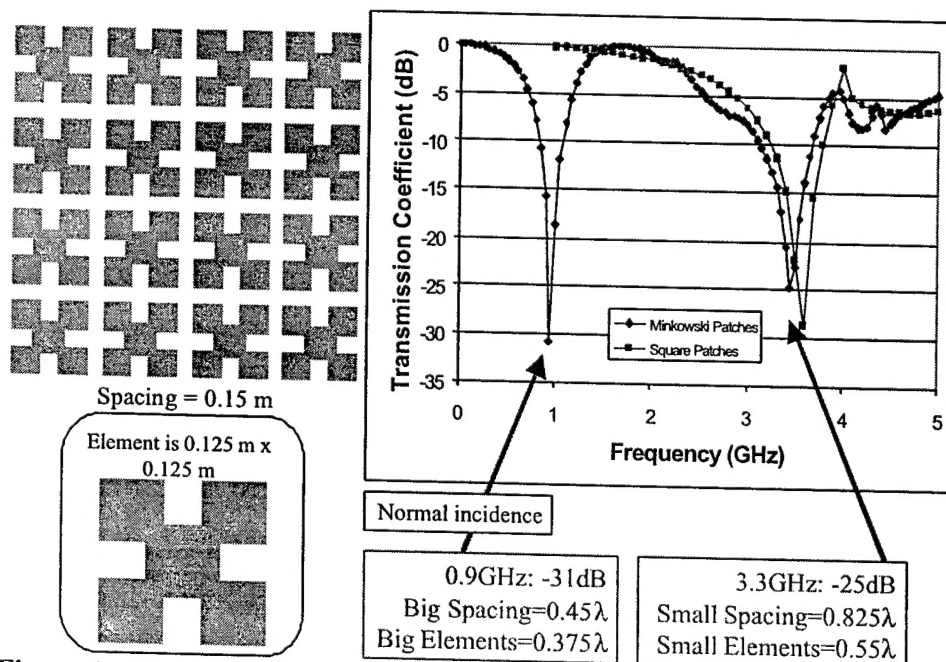 Spacing = 0.15 m
Element is 0.125 m x
0.125 m
Transmission Coefficient (dB)
0
-5
-10
-15
-20
-25
-30
-35
Minkowski Patches
Square Patches
0 1 2 3 4 5
Frequency (GHz)
Normal incidence
0.9GHz: -31dB
Big Spacing=0.45λ
Big Elements=0.375λ
3.3GHz: -25dB
Small Spacing=0.825λ
Small Elements=0.55λ